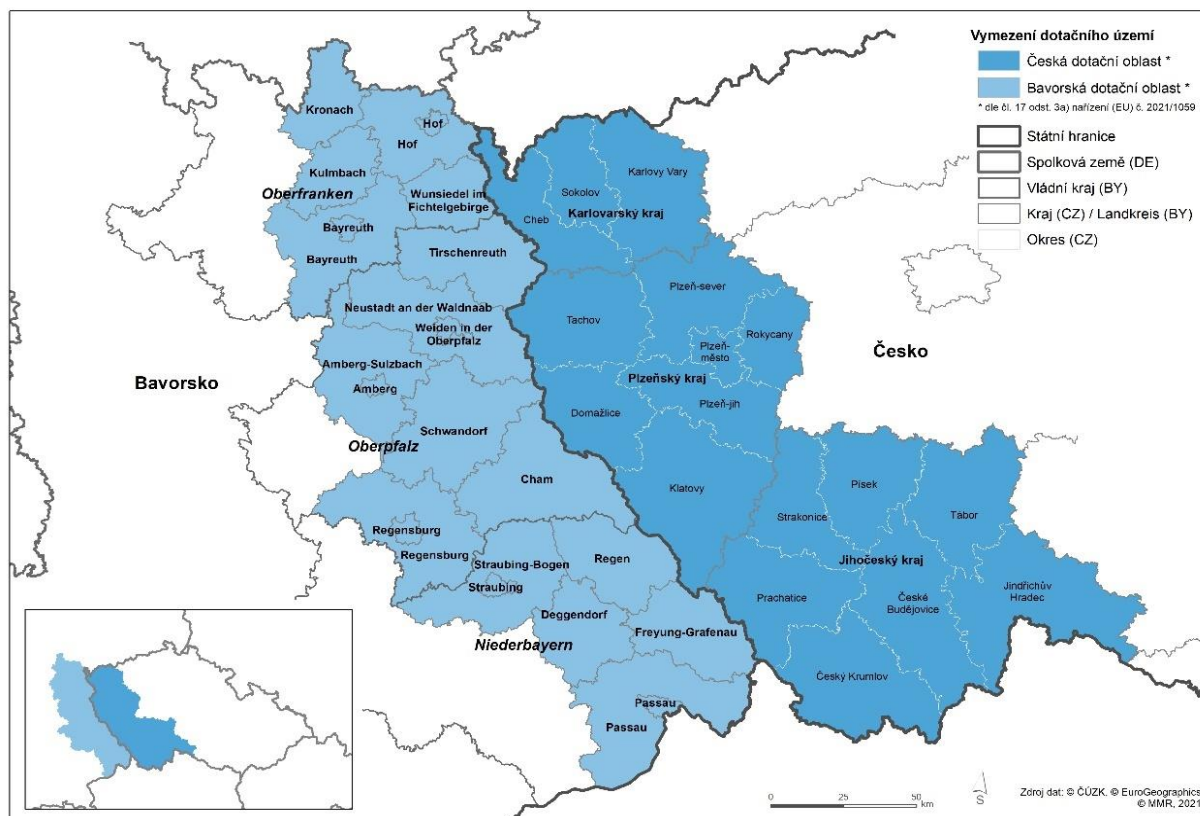 Vymezení dotačního území
Česká dotační oblast *
Bavorská dotační oblast *
* dle čl. 17 odst. 3a) nařízení (EU) č. 2021/1059
Státní hranice
Spolková země (DE)
Vládní kraj (BY)
Kraj (CZ) / Landkreis (BY)
Okres (CZ)
Kronach
Hof
Hof
Kulmbach
Oberfranken
Wunsiedel im
Fichtelgebirge
Bayreuth
Bayreuth
Tirschenreuth
Neustadt an der Waldnaab
Weiden in der
Oberpfalz
Amberg-Sulzbach
Amberg
Bavorsko
Schwandorf
Oberpfalz
Cham
Regensburg
Regensburg
Straubing-Bogen
Straubing
Regen
Deggendorf
Freyung-Grafenau
Niederbayern
Passau
Passau
Karlovy Vary
Sokolov
Karlovarský kraj
Cheb
Plzeň-sever
Tachov
Rokycany
Plzeň-
město
Česko
Plzeňský kraj
Plzeň-jih
Domažlice
Klatovy
Písek
Strakonice
Tábor
Jihočeský kraj
Jindřichův
Hradec
Prachatice
České
Budějovice
Český Krumlov
S
0 25 50
km
Zdroj dat: © ČÚZK, © EuroGeographics
© MMR, 2021